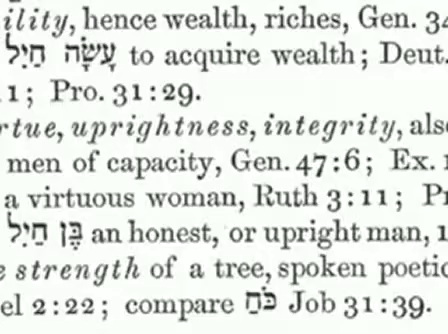 ility, hence wealth, riches, Gen. 34
עָשָׂה חַיִל to acquire wealth; Deut.
11; Pro. 31:29.
rtue, uprightness, integrity, also
men of capacity, Gen. 47:6; Ex. 1
a virtuous woman, Ruth 3:11; Pr
בֶּן חַיִל an honest, or upright man, 1
e strength of a tree, spoken poetic
el 2:22; compare כֹּחַ Job 31:39.